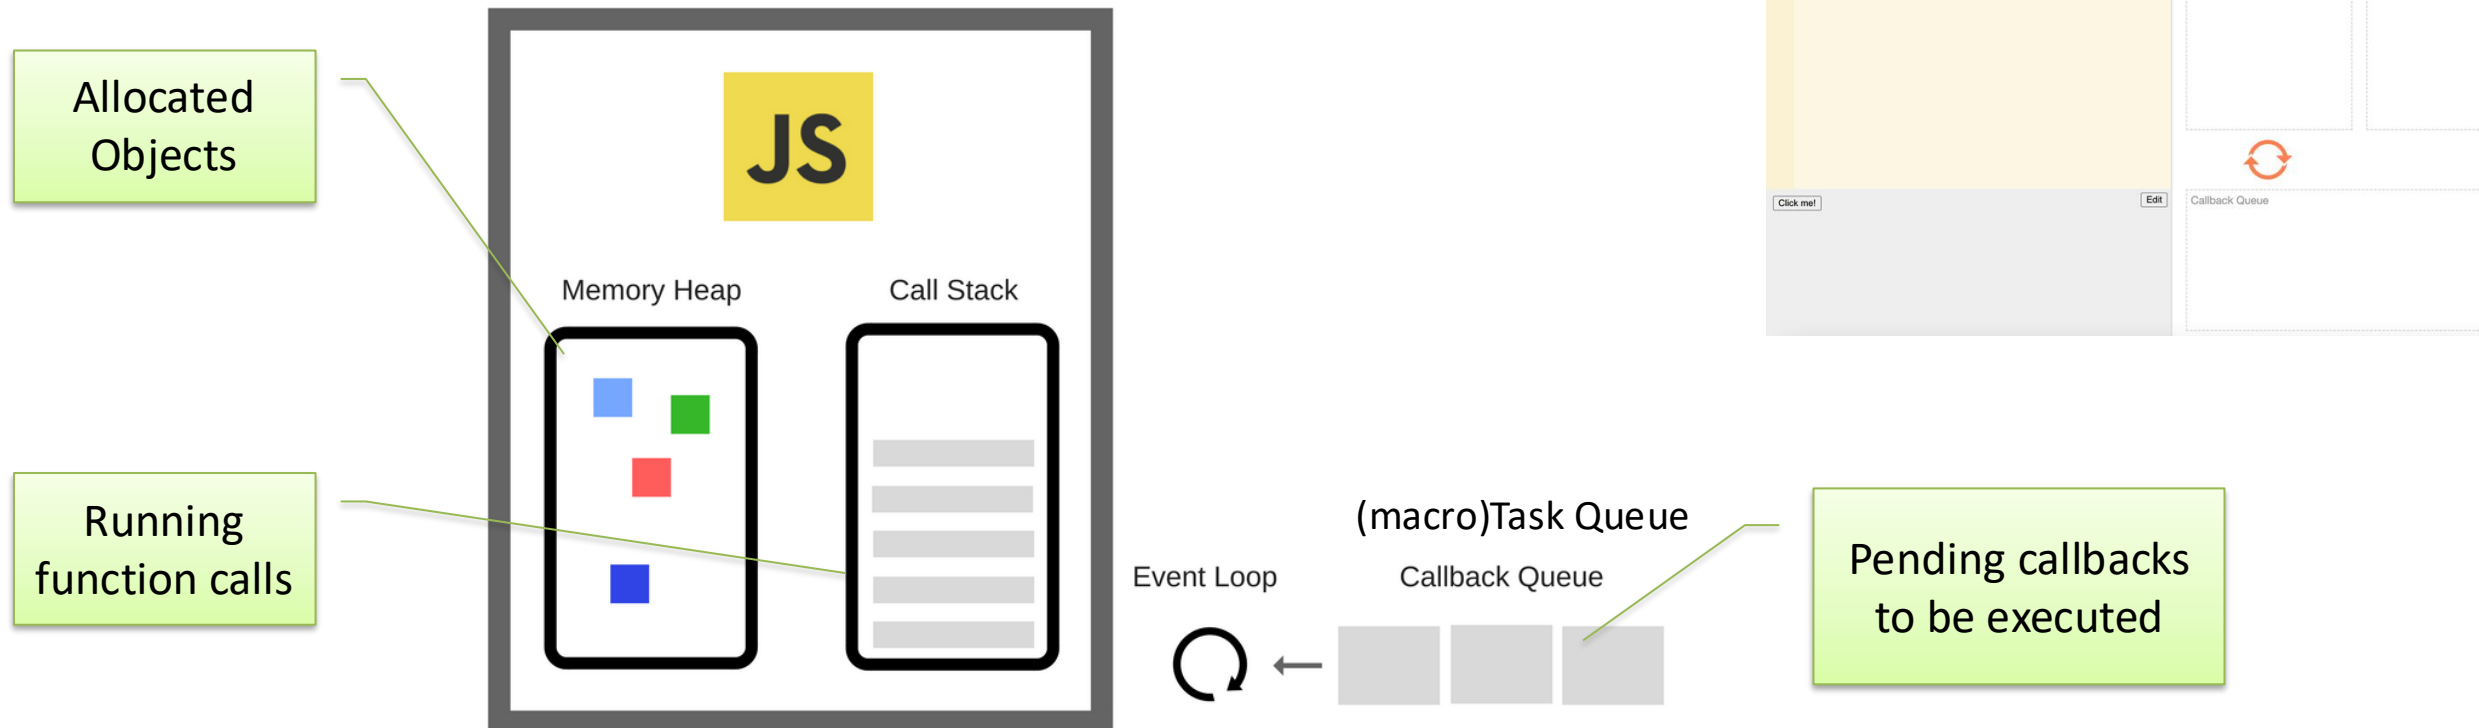 Allocated
Objects
JS
Memory Heap
Call Stack
Running
function calls
(macro)Task Queue
Event Loop
Callback Queue
Pending callbacks
to be executed
Click me!
Edit
Callback Queue